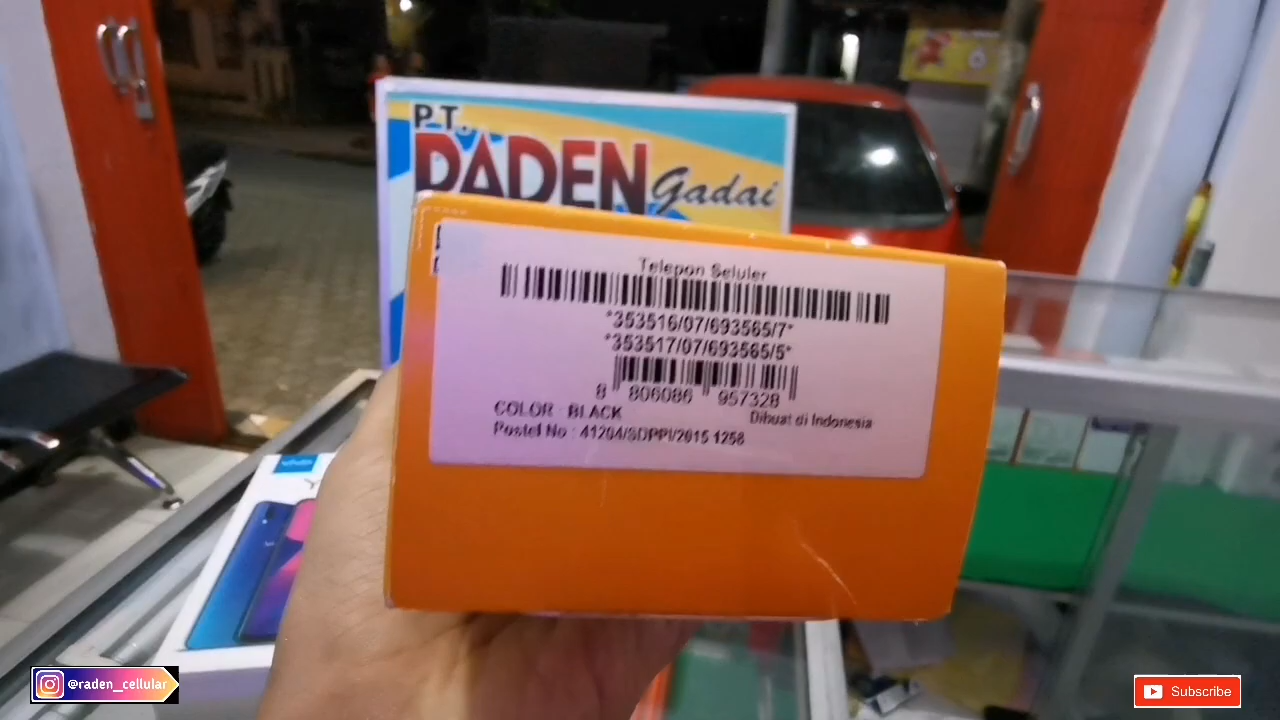 P.T.
RADEN Gadai
Telepon Seluler
*353516/07/693565/7*
*353517/07/693565/5*
8 806086 957328
COLOR : BLACK
Dibuat di Indonesia
Postel No : 41204/SDPPI/2015 1258
vivo
Y
@raden_cellular
Subscribe